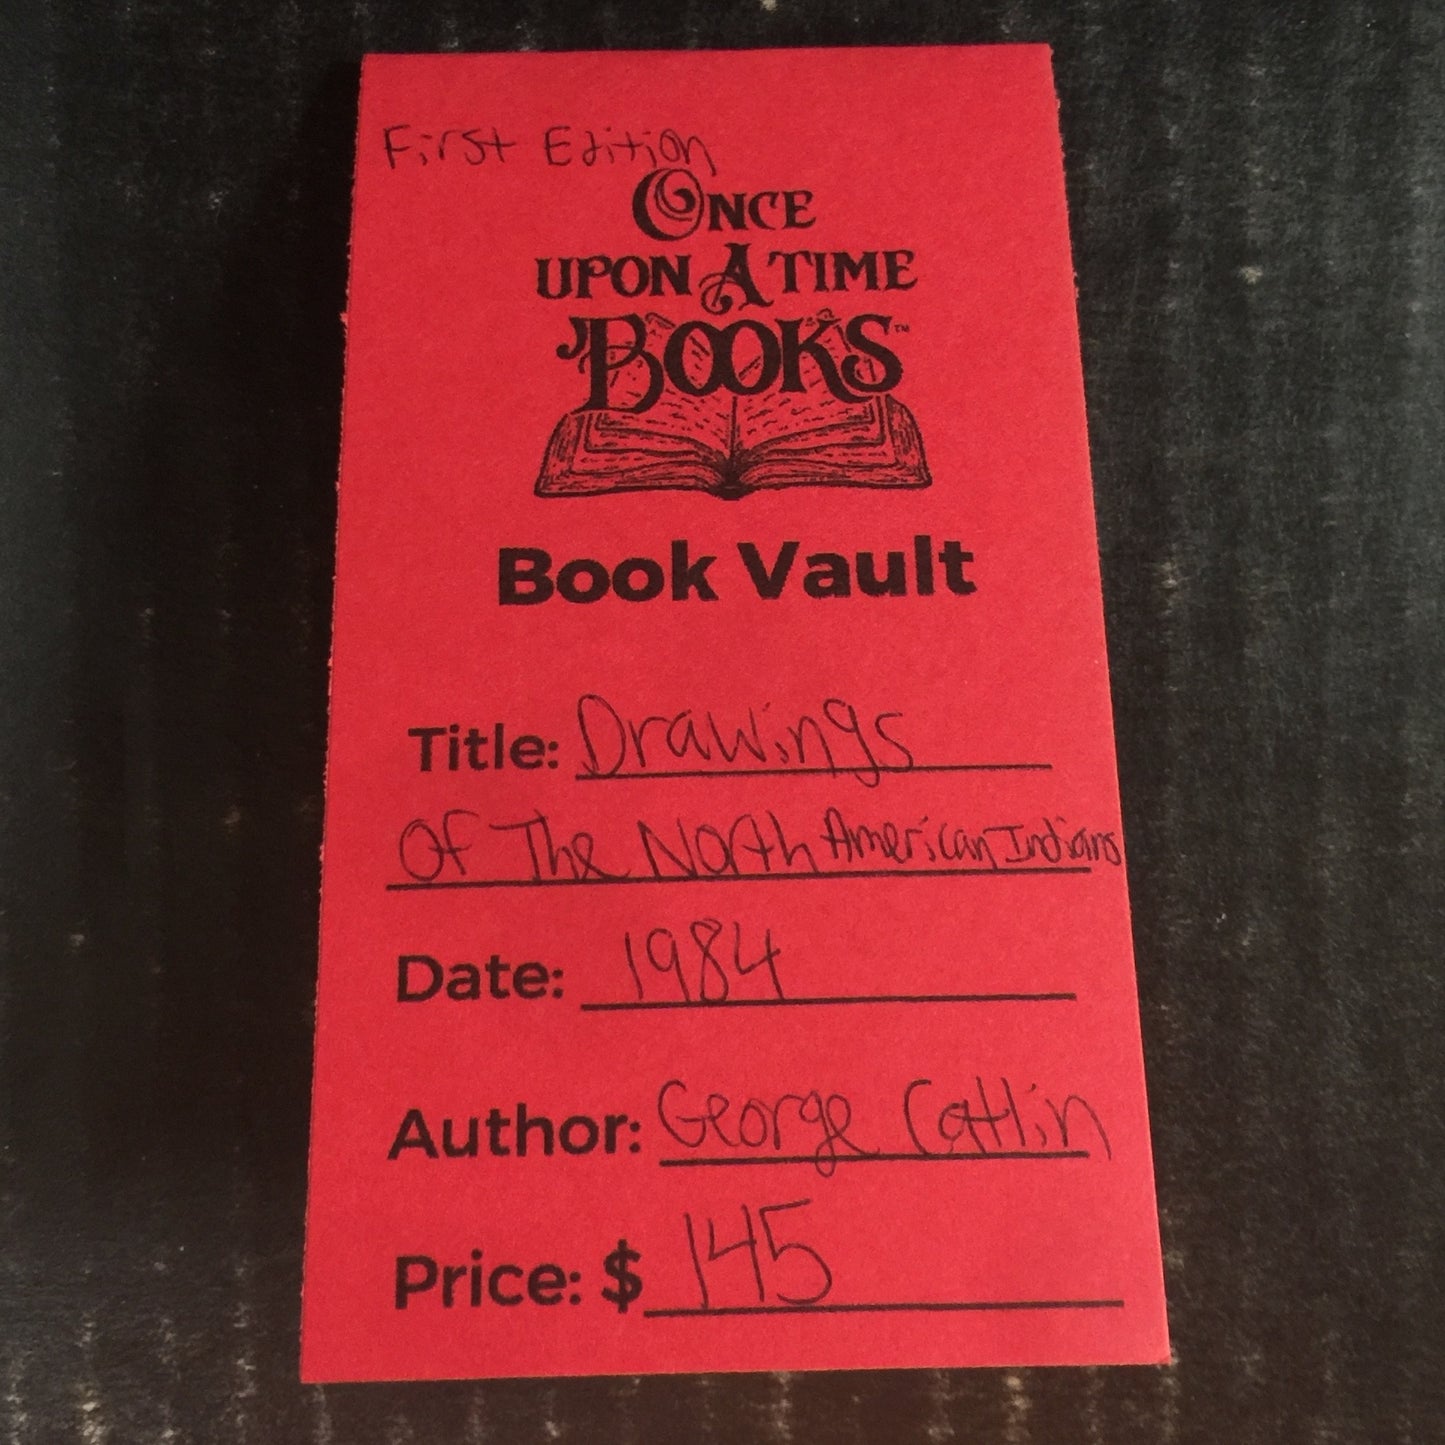 First Edition
ONCE
UPON A TIME
BOOKS™
Book Vault
Title: Drawings
Of The North American Indians
Date: 1984
Author: George Catlin
Price: $ 145